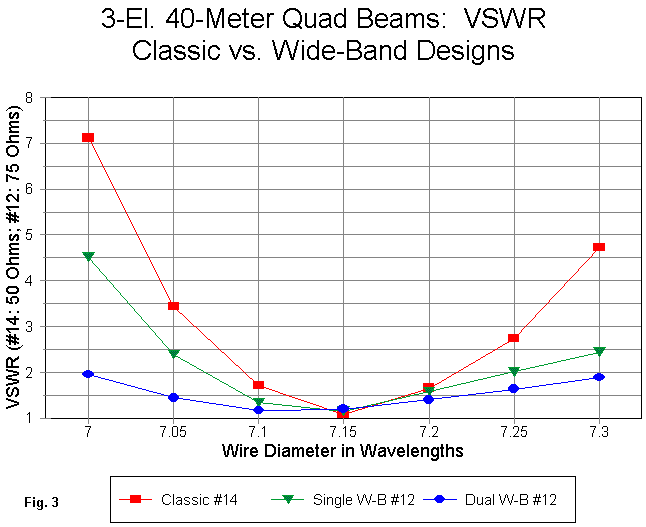 3-El. 40-Meter Quad Beams: VSWR
Classic vs. Wide-Band Designs
VSWR (#14: 50 Ohms; #12: 75 Ohms)
8
7
6
5
4
3
2
1
7
7.05
7.1
7.15
7.2
7.25
7.3
Wire Diameter in Wavelengths
Fig. 3
Classic #14
Single W-B #12
Dual W-B #12